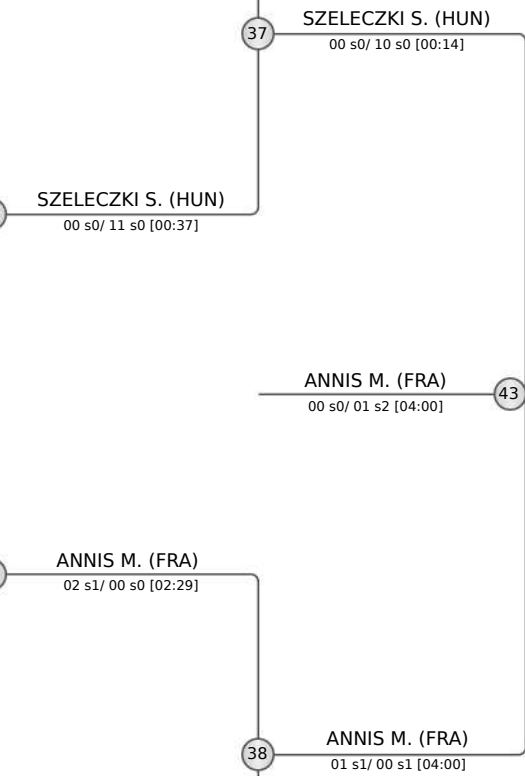 37
SZELECZKI S. (HUN)
00 s0/ 10 s0 [00:14]
SZELECZKI S. (HUN)
00 s0/ 11 s0 [00:37]
ANNIS M. (FRA)
43
00 s0/ 01 s2 [04:00]
ANNIS M. (FRA)
02 s1/ 00 s0 [02:29]
38
ANNIS M. (FRA)
01 s1/ 00 s1 [04:00]